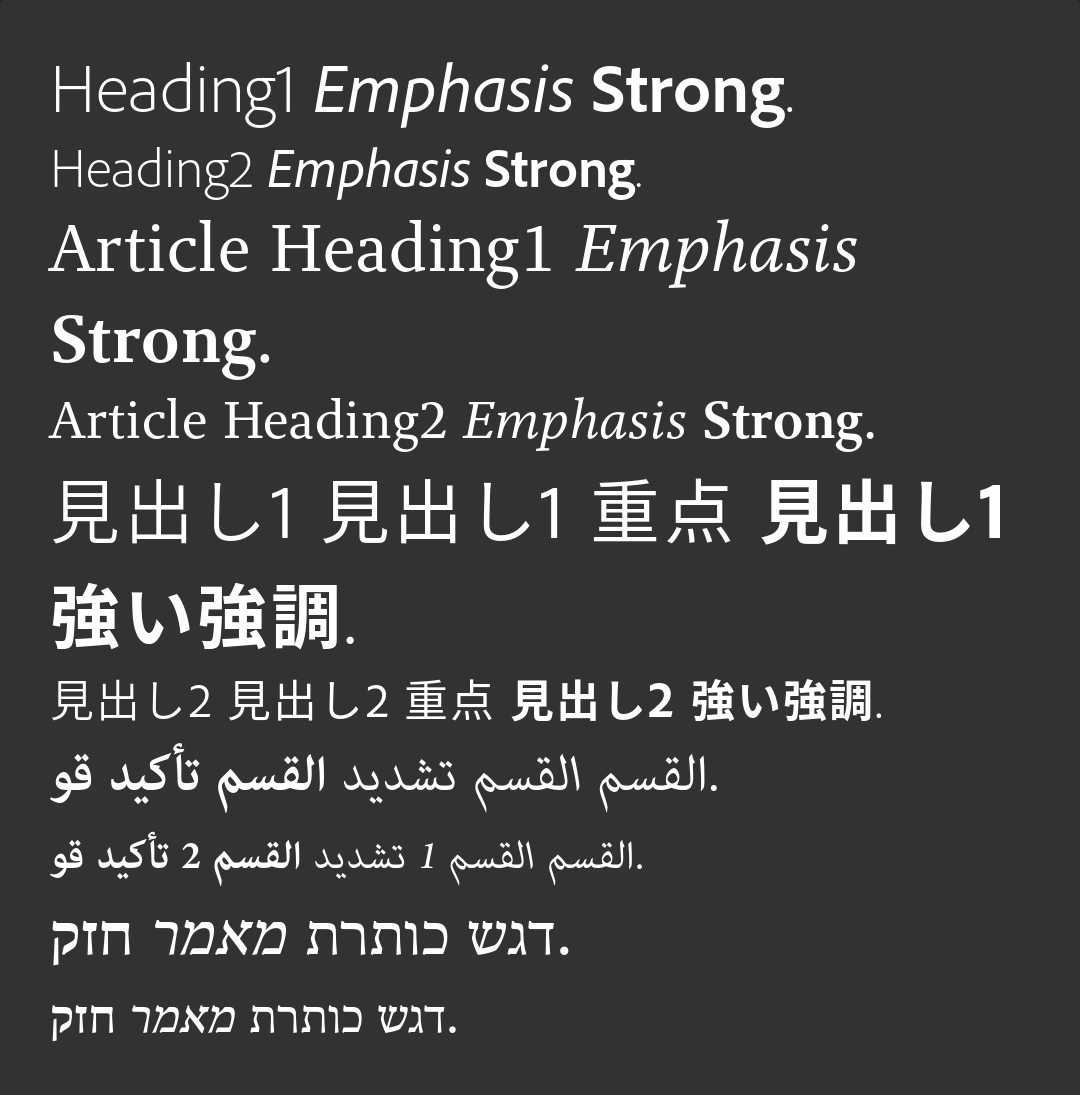 Heading1 Emphasis Strong.
Heading2 Emphasis Strong.
Article Heading1 Emphasis
Strong.
Article Heading2 Emphasis Strong.
見出し1 見出し1 重点 見出し1
強い強調.
見出し2 見出し2 重点 見出し2 強い強調.
القسم القسم تشديد القسم تأكيد قو.
القسم القسم 1 تشديد القسم 2 تأكيد قو.
דגש כותרת מאמר חזק.
דגש כותרת מאמר חזק.